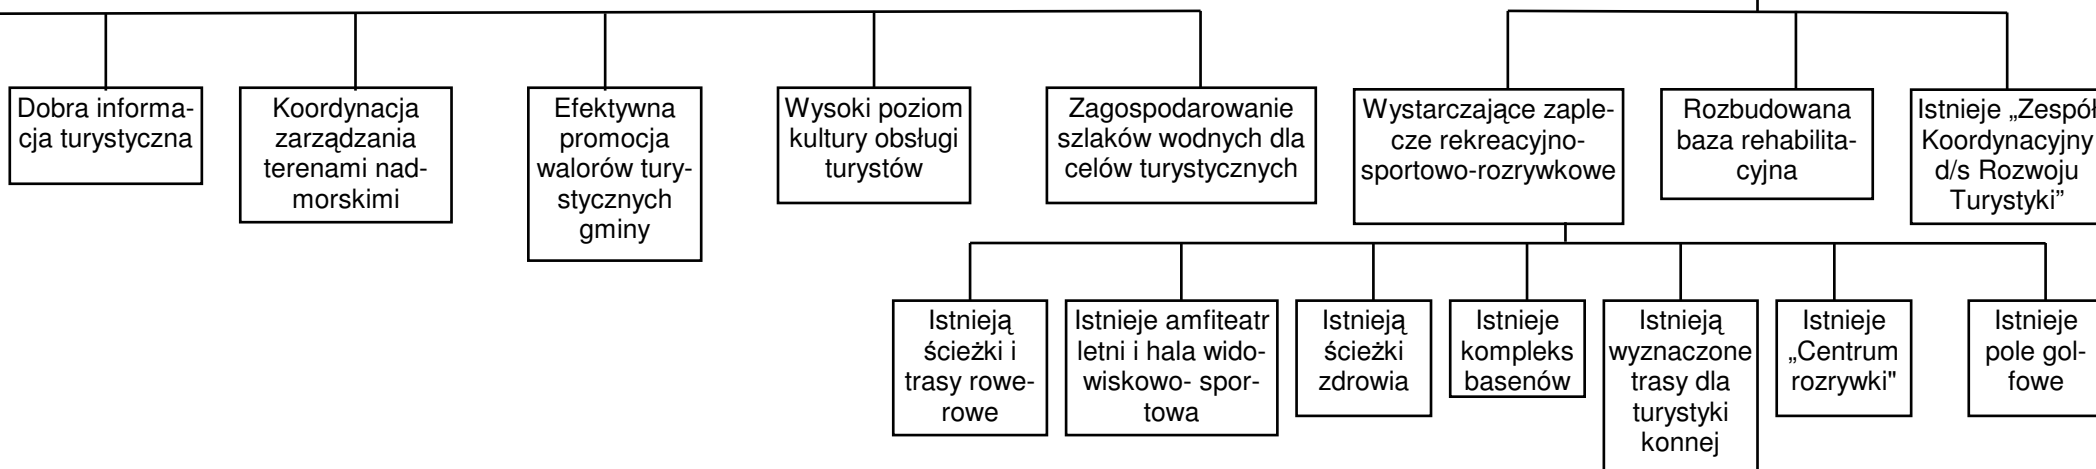 Dobra informa-
cja turystyczna
Koordynacja
zarządzania
terenami nad-
morskimi
Efektywna
promocja
walorów tury-
stycznych
gminy
Wysoki poziom
kultury obsługi
turystów
Zagospodarowanie
szlaków wodnych dla
celów turystycznych
Wystarczające zaple-
cze rekreacyjno-
sportowo-rozrywkowe
Rozbudowana
baza rehabilita-
cyjna
Istnieje „Zespół
Koordynacyjny
d/s Rozwoju
Turystyki”
Istnieją
ścieżki i
trasy rowe-
rowe
Istnieje amfiteatr
letni i hala wido-
wiskowo- spor-
towa
Istnieją
ścieżki
zdrowia
Istnieje
kompleks
basenów
Istnieją
wyznaczone
trasy dla
turystyki
konnej
Istnieje
„Centrum
rozrywki"
Istnieje
pole gol-
fowe